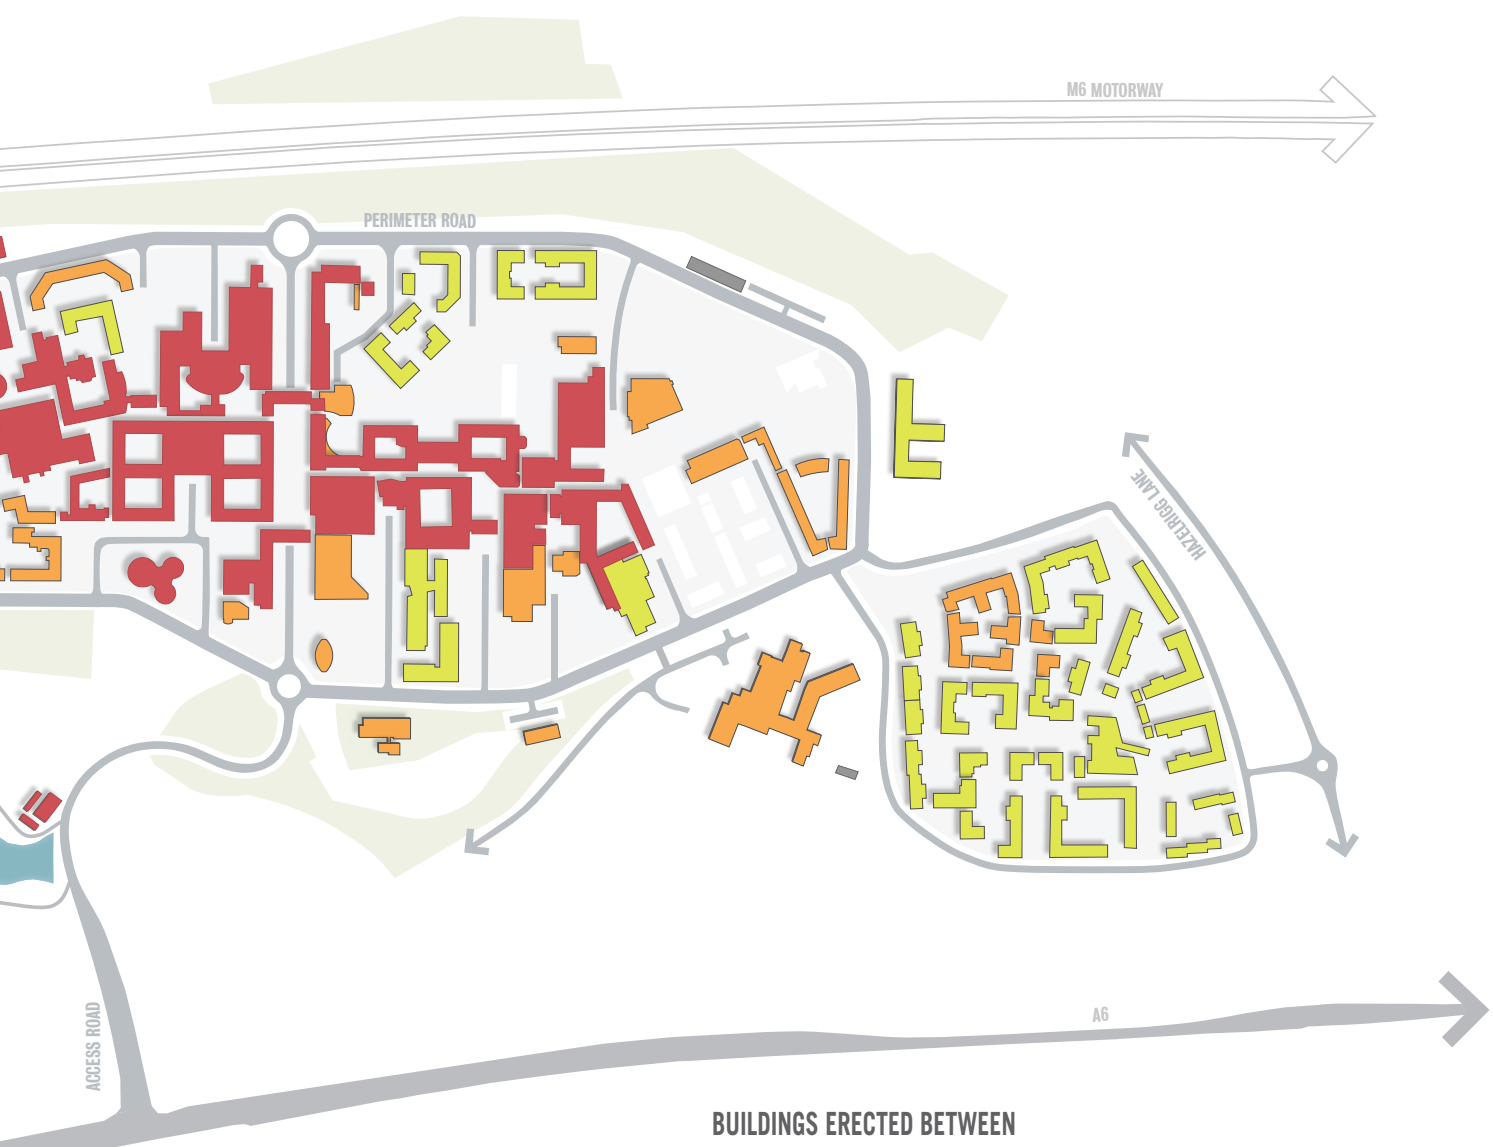 M6 MOTORWAY
PERIMETER ROAD
HAZELRIGG LANE
ACCESS ROAD
A6
BUILDINGS ERECTED BETWEEN